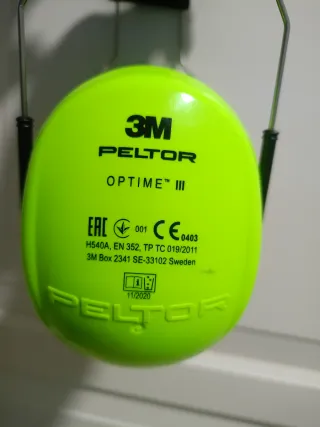 3M
PELTOR
OPTIME™ III
EAC 001 CE 0403
H540A, EN 352, TP TC 019/2011
3M Box 2341 SE-33102 Sweden
11/2020
PELTOR